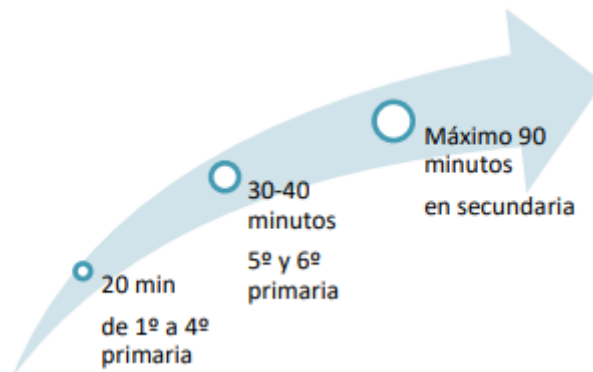 20 min
de 1º a 4º
primaria
30-40
minutos
5º y 6º
primaria
Máximo 90
minutos
en secundaria